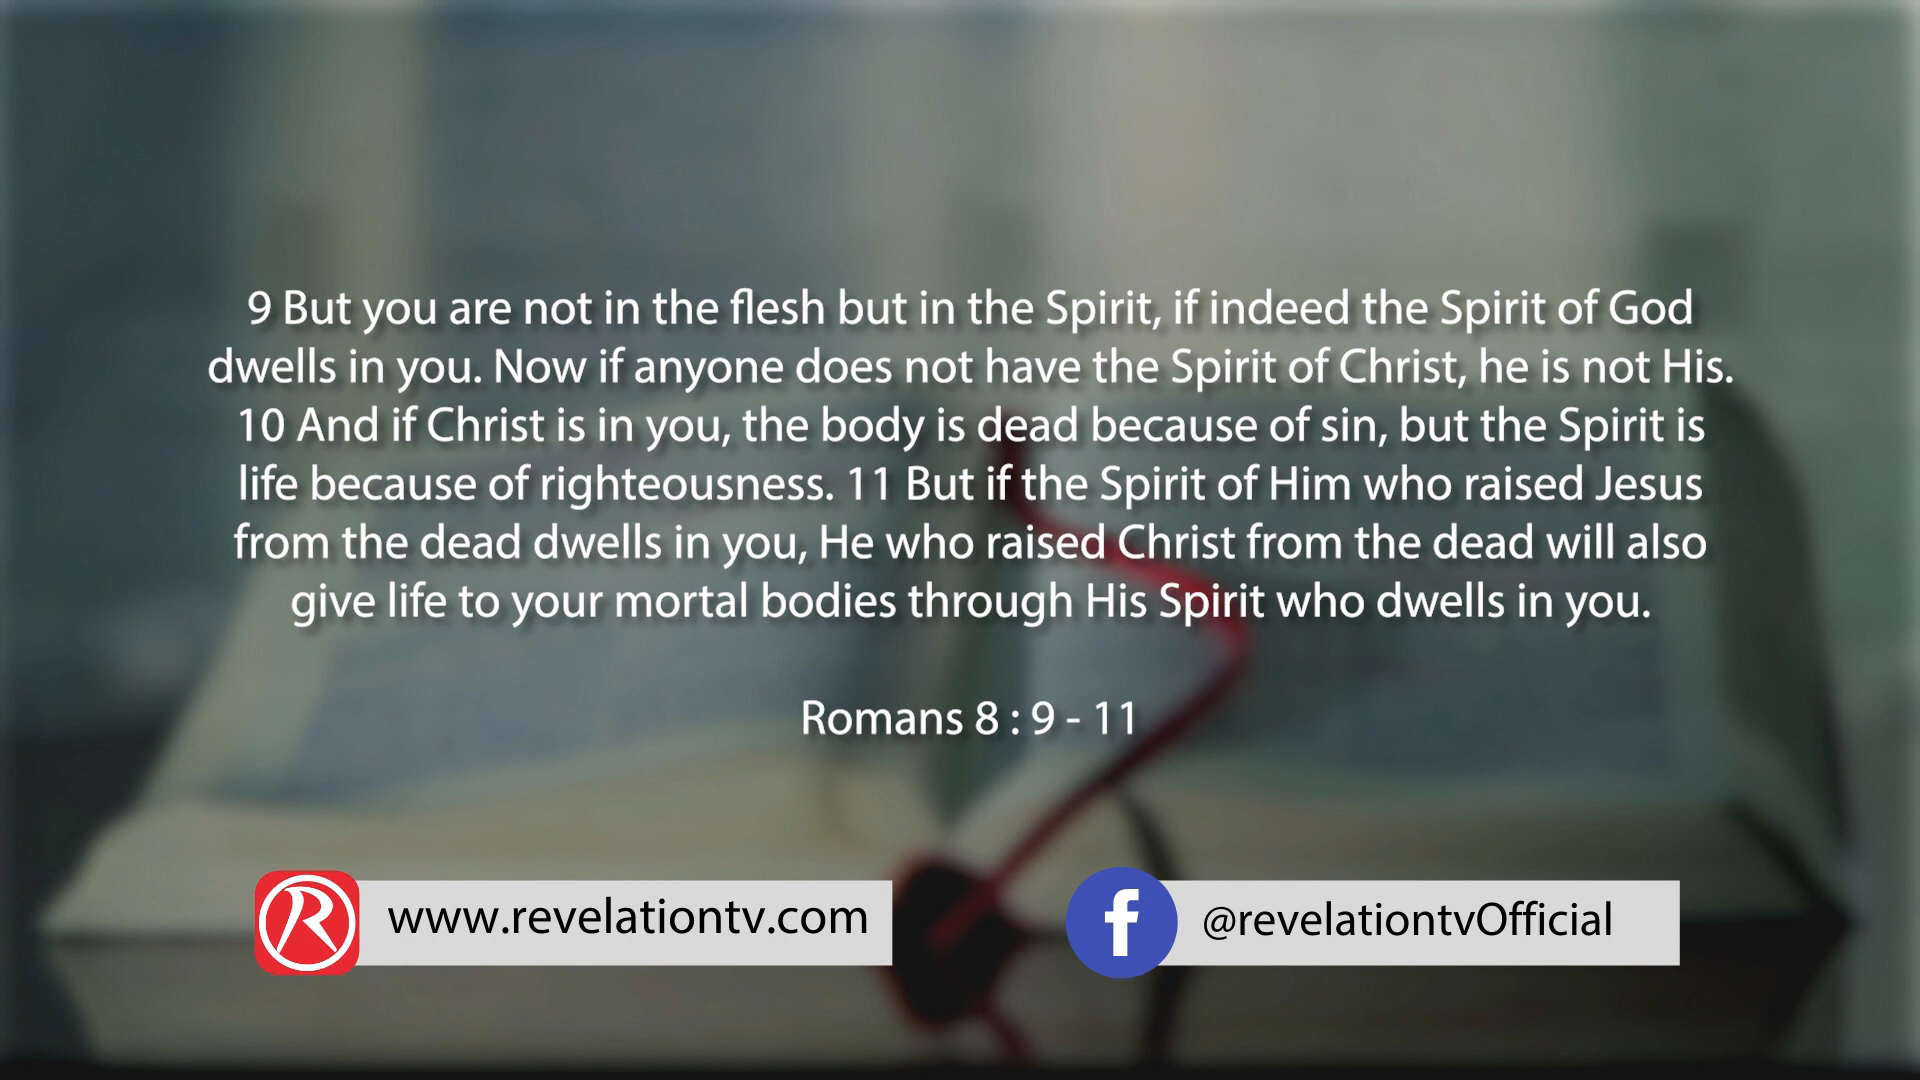 9 But you are not in the flesh but in the Spirit, if indeed the Spirit of God
dwells in you. Now if anyone does not have the Spirit of Christ, he is not His.
10 And if Christ is in you, the body is dead because of sin, but the Spirit is
life because of righteousness. 11 But if the Spirit of Him who raised Jesus
from the dead dwells in you, He who raised Christ from the dead will also
give life to your mortal bodies through His Spirit who dwells in you.
Romans 8 : 9 - 11
R www.revelationtv.com
f @revelationtvOfficial